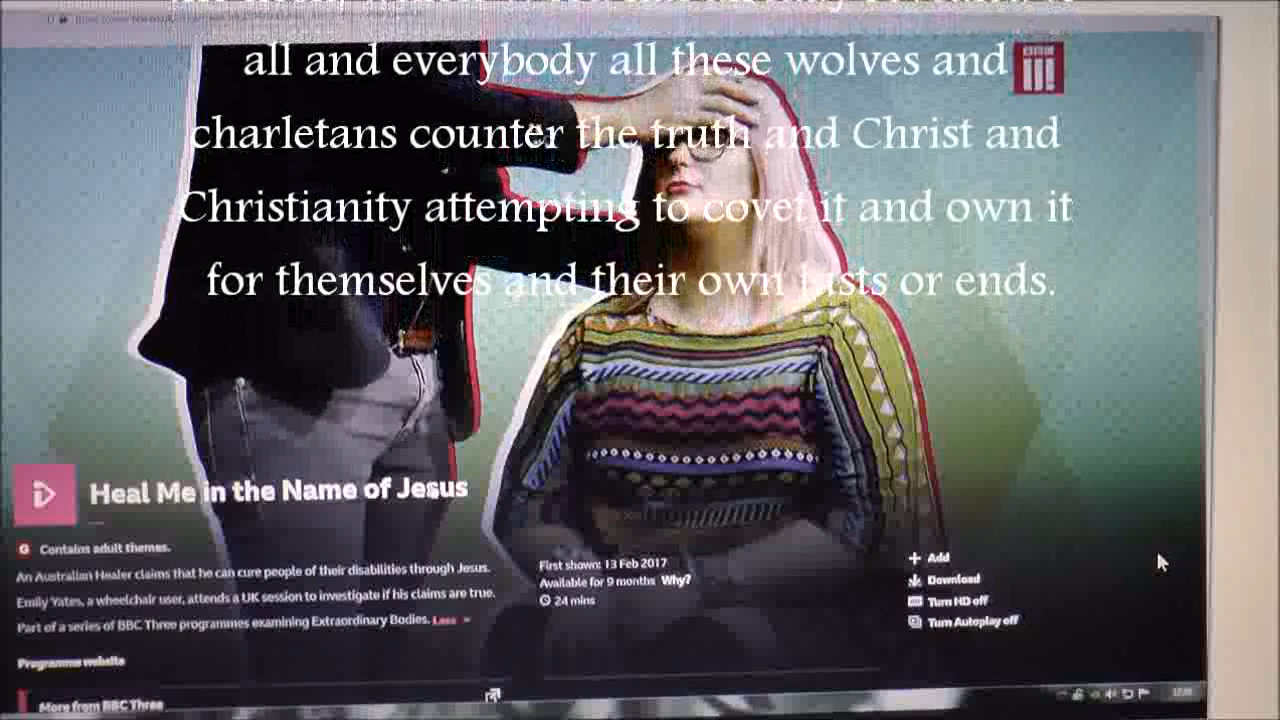 all and everybody all these wolves and
charletans counter the truth and Christ and
Christianity attempting to covet it and own it
for themselves and their own lusts or ends.
Heal Me in the Name of Jesus
G Contains adult themes.
An Australian Healer claims that he can cure people of their disabilities through Jesus.
Emily Yates, a wheelchair user, attends a UK session to investigate if his claims are true.
Part of a series of BBC Three programmes examining Extraordinary Bodies. Less
Programme website
More from BBC Three
First shown: 13 Feb 2017
Available for 9 months Why?
24 mins
Add
Download
Turn HD off
Turn Autoplay off